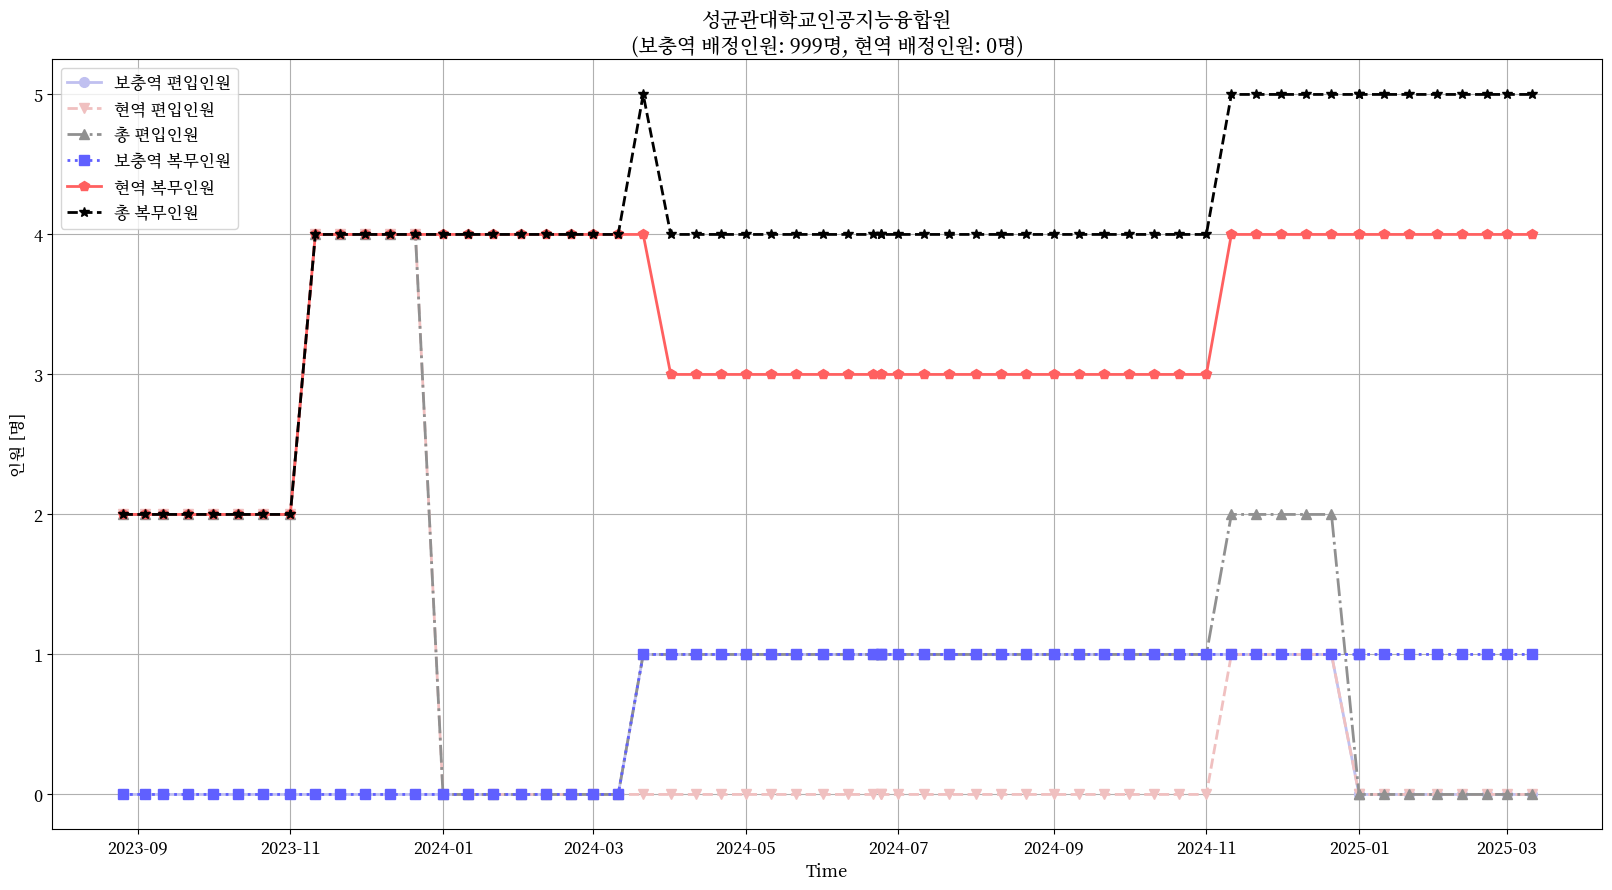 성균관대학교인공지능융합원
(보충역 배정인원: 999명, 현역 배정인원: 0명)
보충역 편입인원
현역 편입인원
총 편입인원
보충역 복무인원
현역 복무인원
총 복무인원
인원 [명]
5
4
3
2
1
0
2023-09 2023-11 2024-01 2024-03 2024-05 2024-07 2024-09 2024-11 2025-01 2025-03
Time